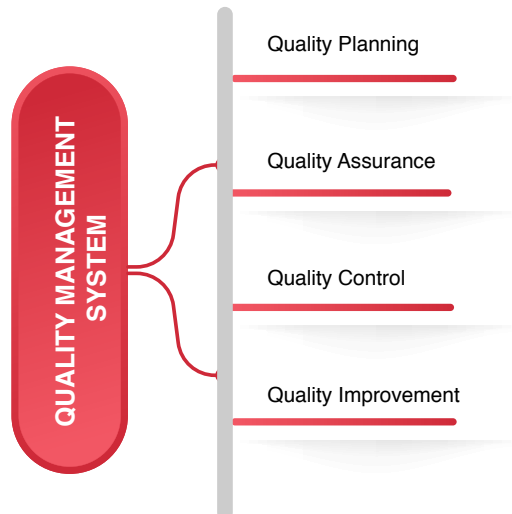 QUALITY MANAGEMENT
SYSTEM
Quality Planning
Quality Assurance
Quality Control
Quality Improvement